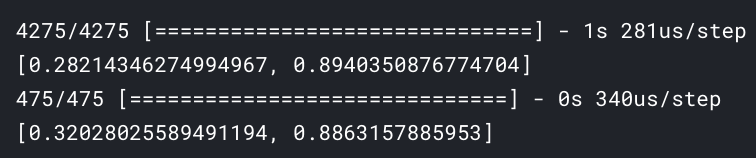 4275/4275 [==============================] - 1s 281us/step
[0.28214346274994967, 0.8940350876774704]
475/475 [==============================] - 0s 340us/step
[0.32028025589491194, 0.8863157885953]